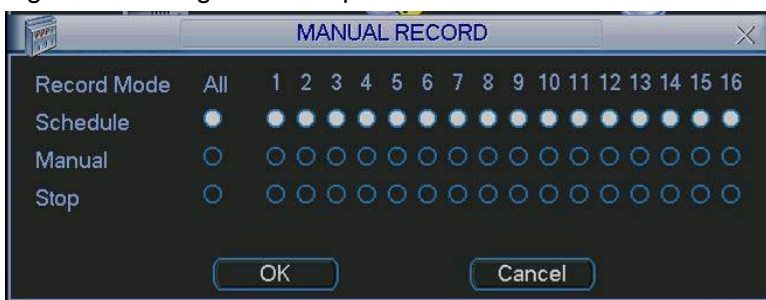 MANUAL RECORD
Record Mode All 1 2 3 4 5 6 7 8 9 10 11 12 13 14 15 16
Schedule
Manual
Stop
OK Cancel